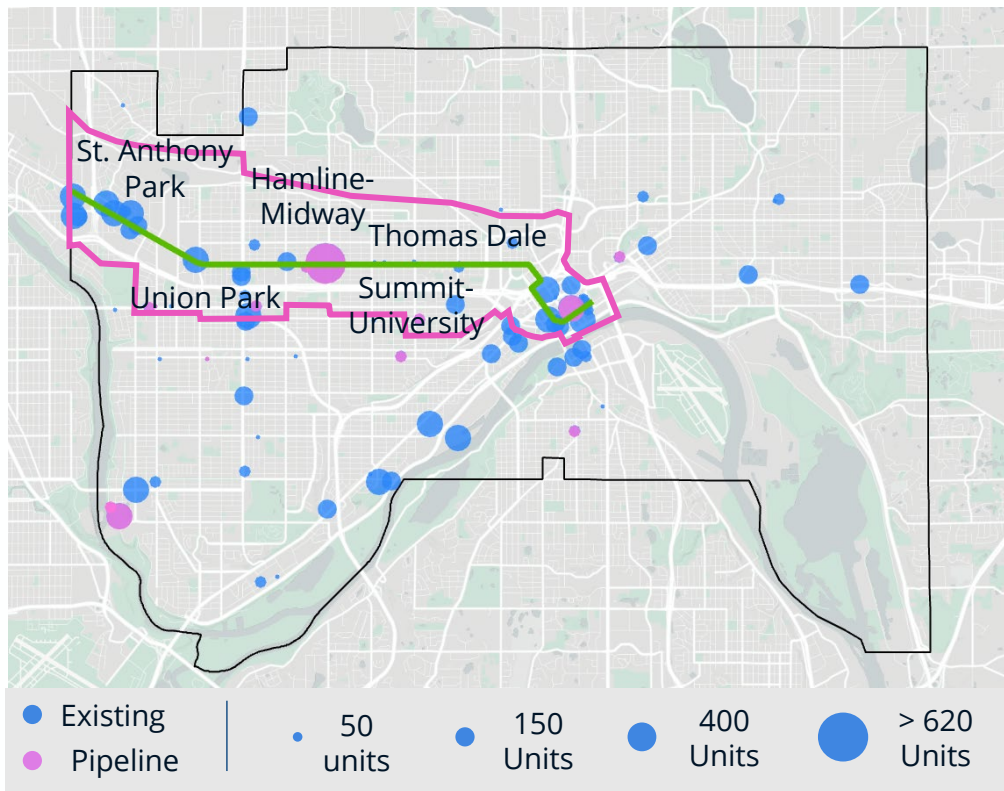 St. Anthony
Park
Hamline-
Midway
Thomas Dale
Union Park
Summit-
University
Existing
Pipeline
50
units
150
Units
400
Units
> 620
Units